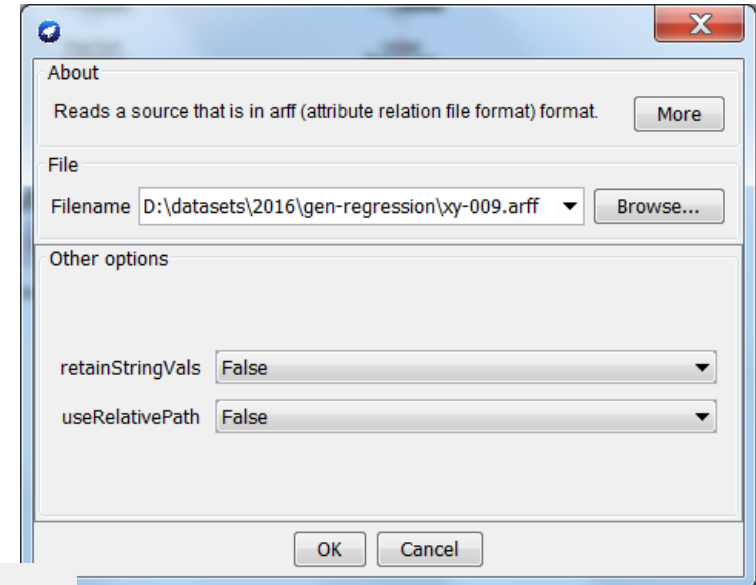 About
Reads a source that is in arff (attribute relation file format) format.
More
File
Filename D:\datasets\2016\gen-regression\xy-009.arff Browse...
Other options
retainStringVals False
useRelativePath False
OK Cancel